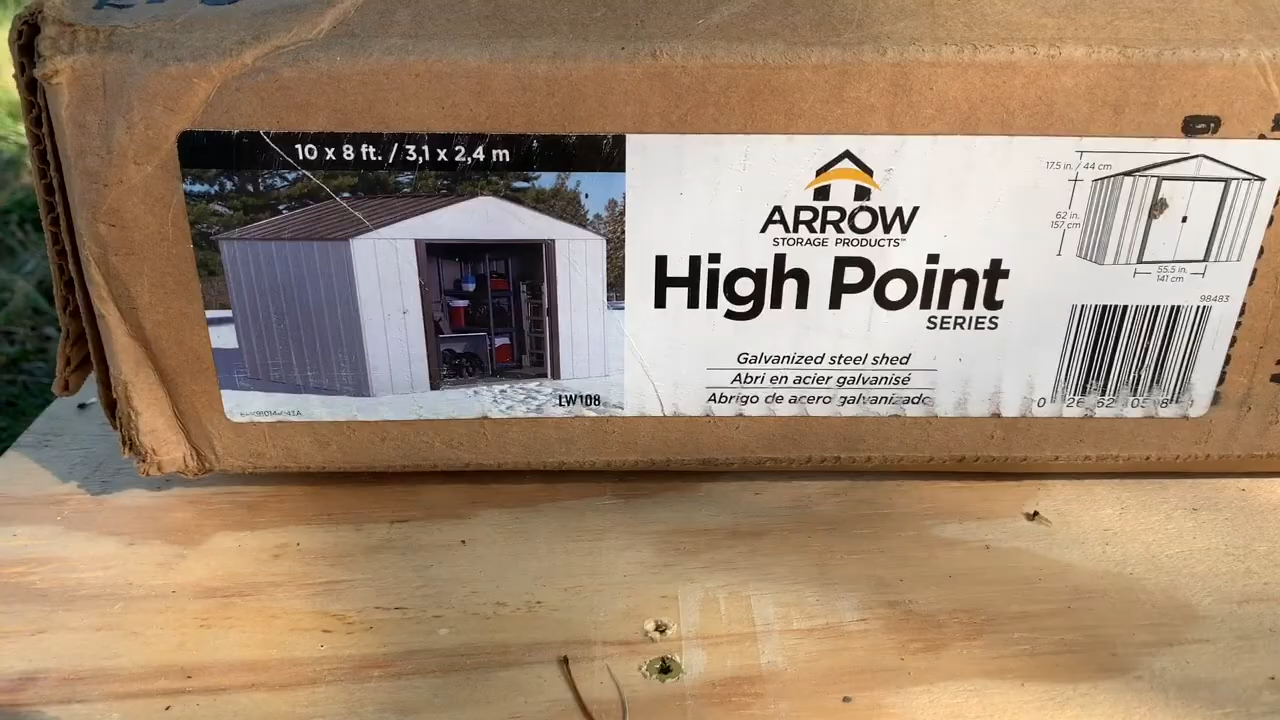 10 x 8 ft. / 3,1 x 2,4 m
LW108
ARROW
STORAGE PRODUCTS™
High Point
SERIES
Galvanized steel shed
Abri en acier galvanisé
Abrigo de acero galvanizado
17.5 in. / 44 cm
62 in.
157 cm
55.5 in.
141 cm
98483